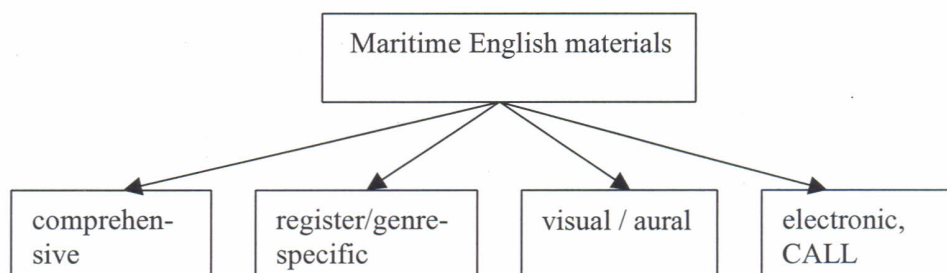 Maritime English materials
comprehen-
sive
register/genre-
specific
visual / aural
electronic,
CALL